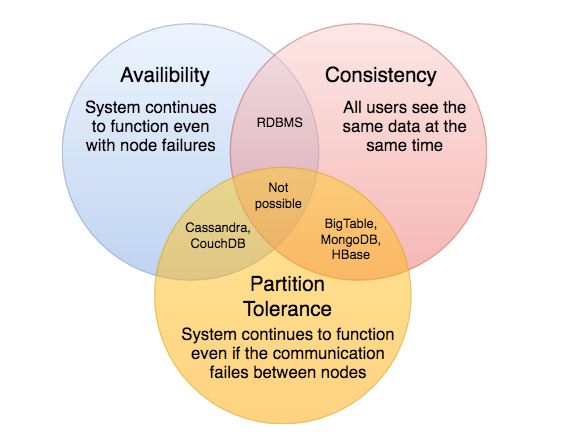 Availibility
System continues
to function even
with node failures
Consistency
All users see the
same data at the
same time
RDBMS
Not
possible
Cassandra,
CouchDB
BigTable,
MongoDB,
HBase
Partition
Tolerance
System continues to function
even if the communication
failes between nodes